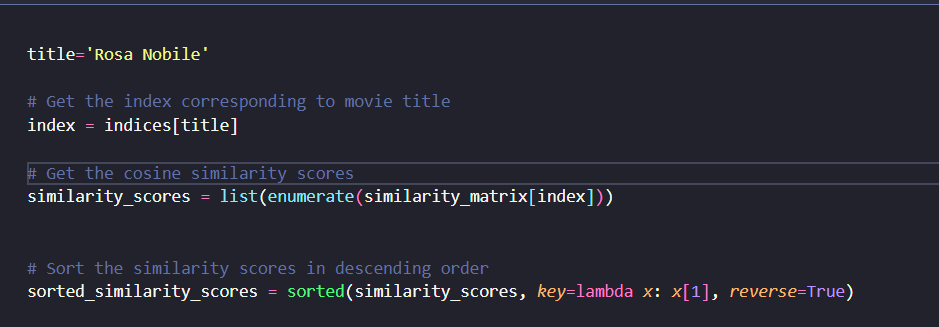 title='Rosa Nobile'
# Get the index corresponding to movie title
index = indices[title]
# Get the cosine similarity scores
similarity_scores = list(enumerate(similarity_matrix[index]))
# Sort the similarity scores in descending order
sorted_similarity_scores = sorted(similarity_scores, key=lambda x: x[1], reverse=True)